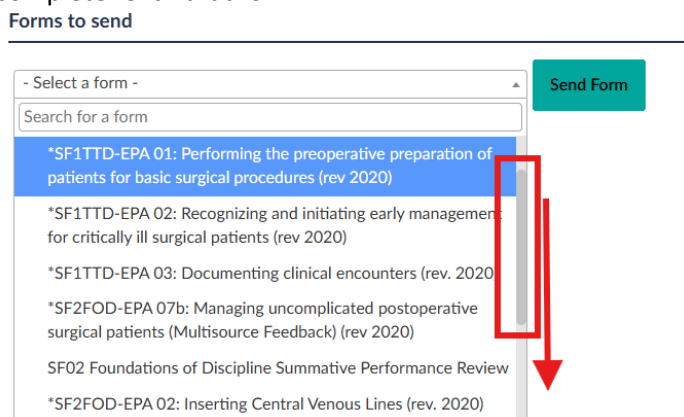 Forms to send
- Select a form -
Send Form
Search for a form
*SF1TTD-EPA 01: Performing the preoperative preparation of
patients for basic surgical procedures (rev 2020)
*SF1TTD-EPA 02: Recognizing and initiating early management
for critically ill surgical patients (rev 2020)
*SF1TTD-EPA 03: Documenting clinical encounters (rev. 2020)
*SF2FOD-EPA 07b: Managing uncomplicated postoperative
surgical patients (Multisource Feedback) (rev 2020)
SF02 Foundations of Discipline Summative Performance Review
*SF2FOD-EPA 02: Inserting Central Venous Lines (rev. 2020)